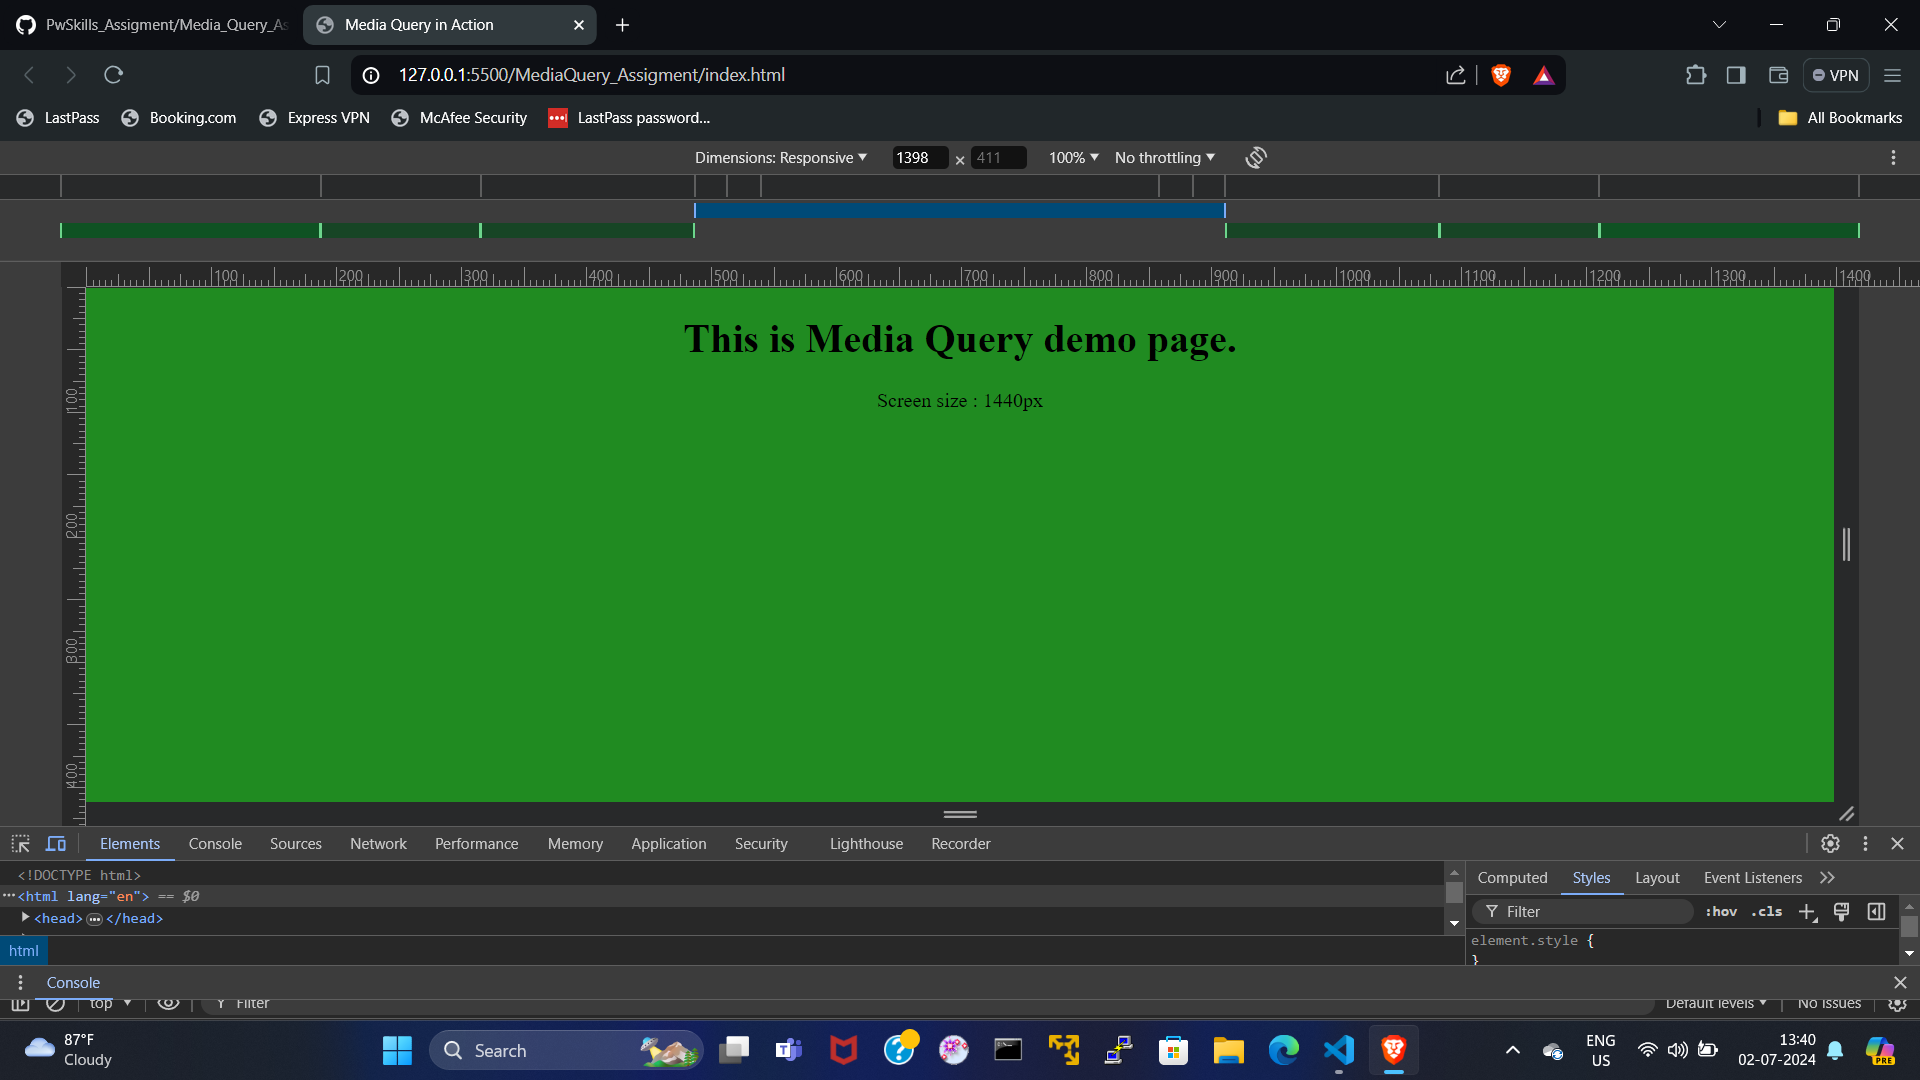 PwSkills_Assigment/Media_Query_As
Media Query in Action
127.0.0.1:5500/MediaQuery_Assigment/index.html
VPN
LastPass
Booking.com
Express VPN
McAfee Security
LastPass password...
All Bookmarks
Dimensions: Responsive
1398 × 411
100%
No throttling
100 200 300 400 500 600 700 800 900 1000 1100 1200 1300 1400
This is Media Query demo page.
Screen size : 1440px
100
200
300
400
Elements Console Sources Network Performance Memory Application Security Lighthouse Recorder
<!DOCTYPE html>
<html lang="en"> == $0
<head> </head>
html
Computed Styles Layout Event Listeners
Filter
:hov .cls
element.style {
}
Console
top
Filter
Default levels
No Issues
87°F
Cloudy
Search
ENG
US
13:40
02-07-2024
PRE